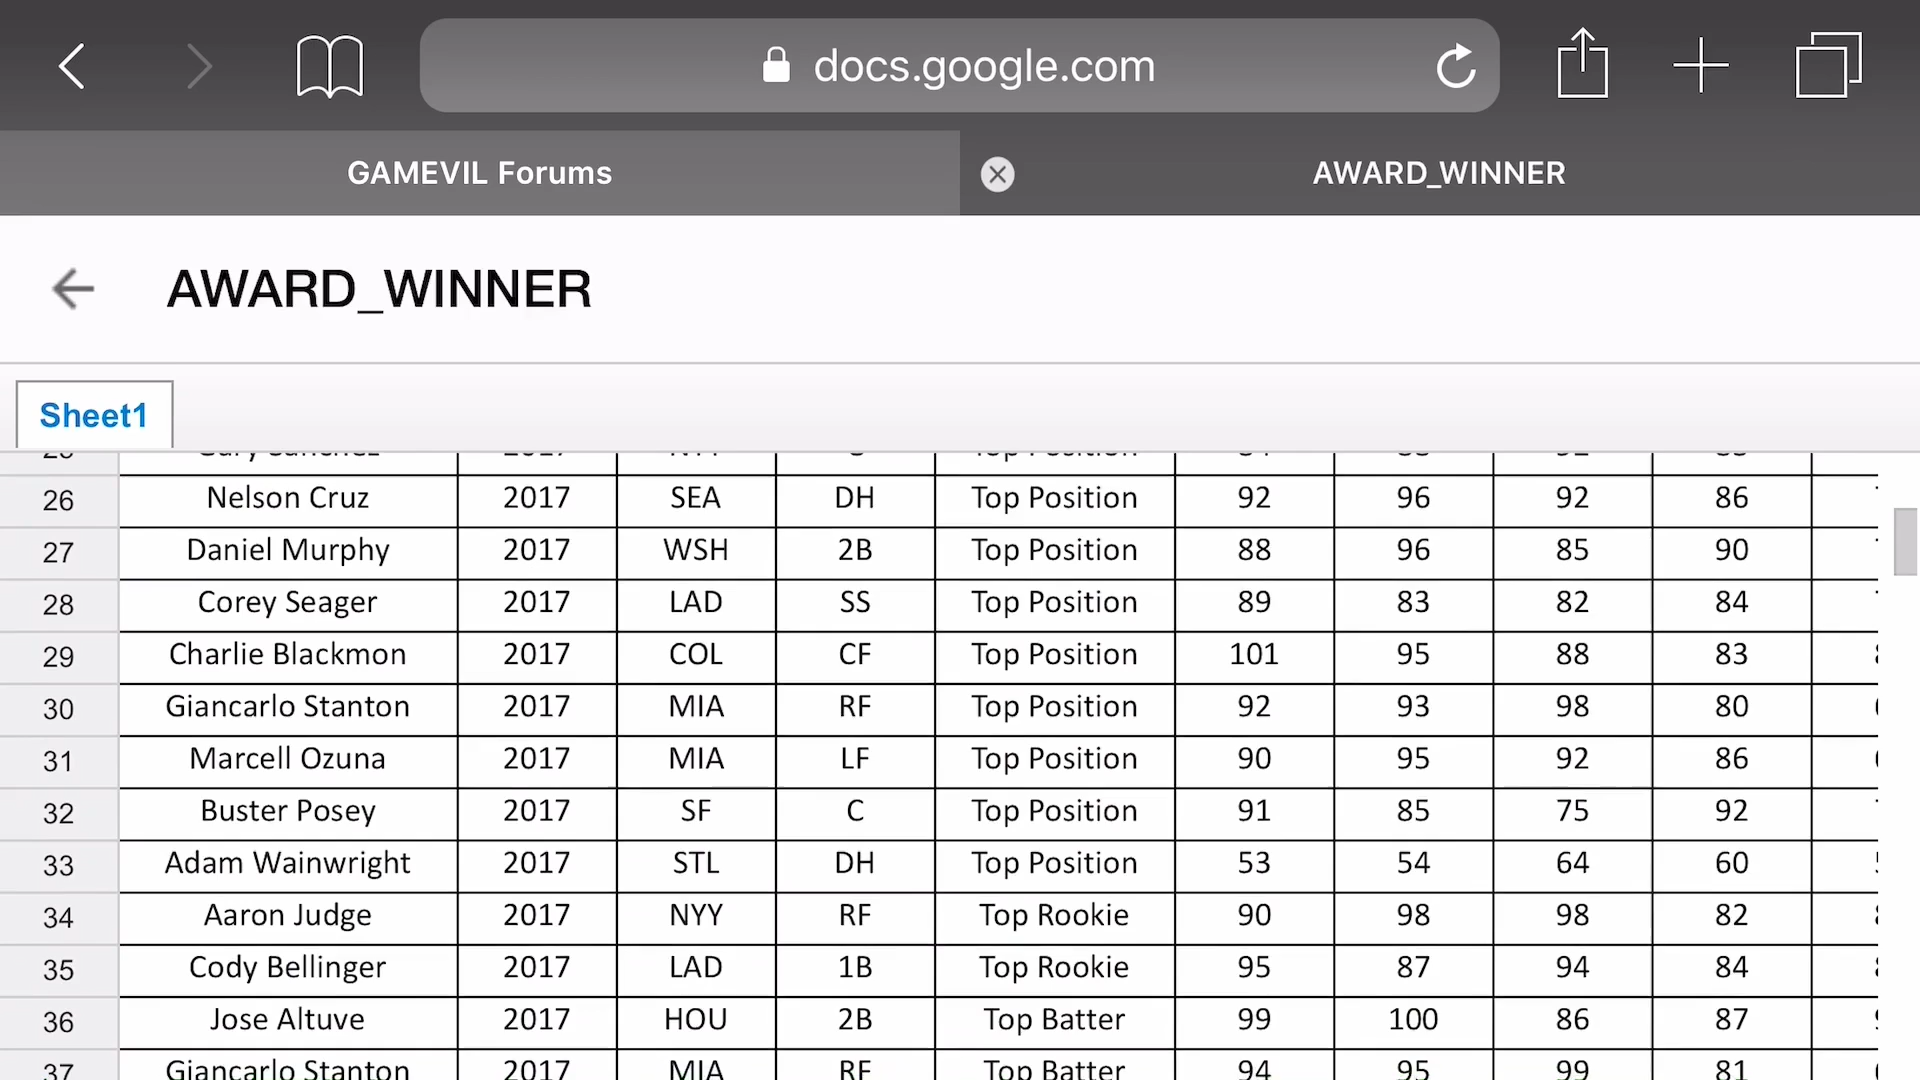 docs.google.com
GAMEVIL Forums AWARD_WINNER
AWARD_WINNER
Sheet1
26 Nelson Cruz 2017 SEA DH Top Position 92 96 92 86
27 Daniel Murphy 2017 WSH 2B Top Position 88 96 85 90
28 Corey Seager 2017 LAD SS Top Position 89 83 82 84
29 Charlie Blackmon 2017 COL CF Top Position 101 95 88 83
30 Giancarlo Stanton 2017 MIA RF Top Position 92 93 98 80
31 Marcell Ozuna 2017 MIA LF Top Position 90 95 92 86
32 Buster Posey 2017 SF C Top Position 91 85 75 92
33 Adam Wainwright 2017 STL DH Top Position 53 54 64 60
34 Aaron Judge 2017 NYY RF Top Rookie 90 98 98 82
35 Cody Bellinger 2017 LAD 1B Top Rookie 95 87 94 84
36 Jose Altuve 2017 HOU 2B Top Batter 99 100 86 87
37 Giancarlo Stanton 2017 MIA RF Top Batter 94 95 99 81